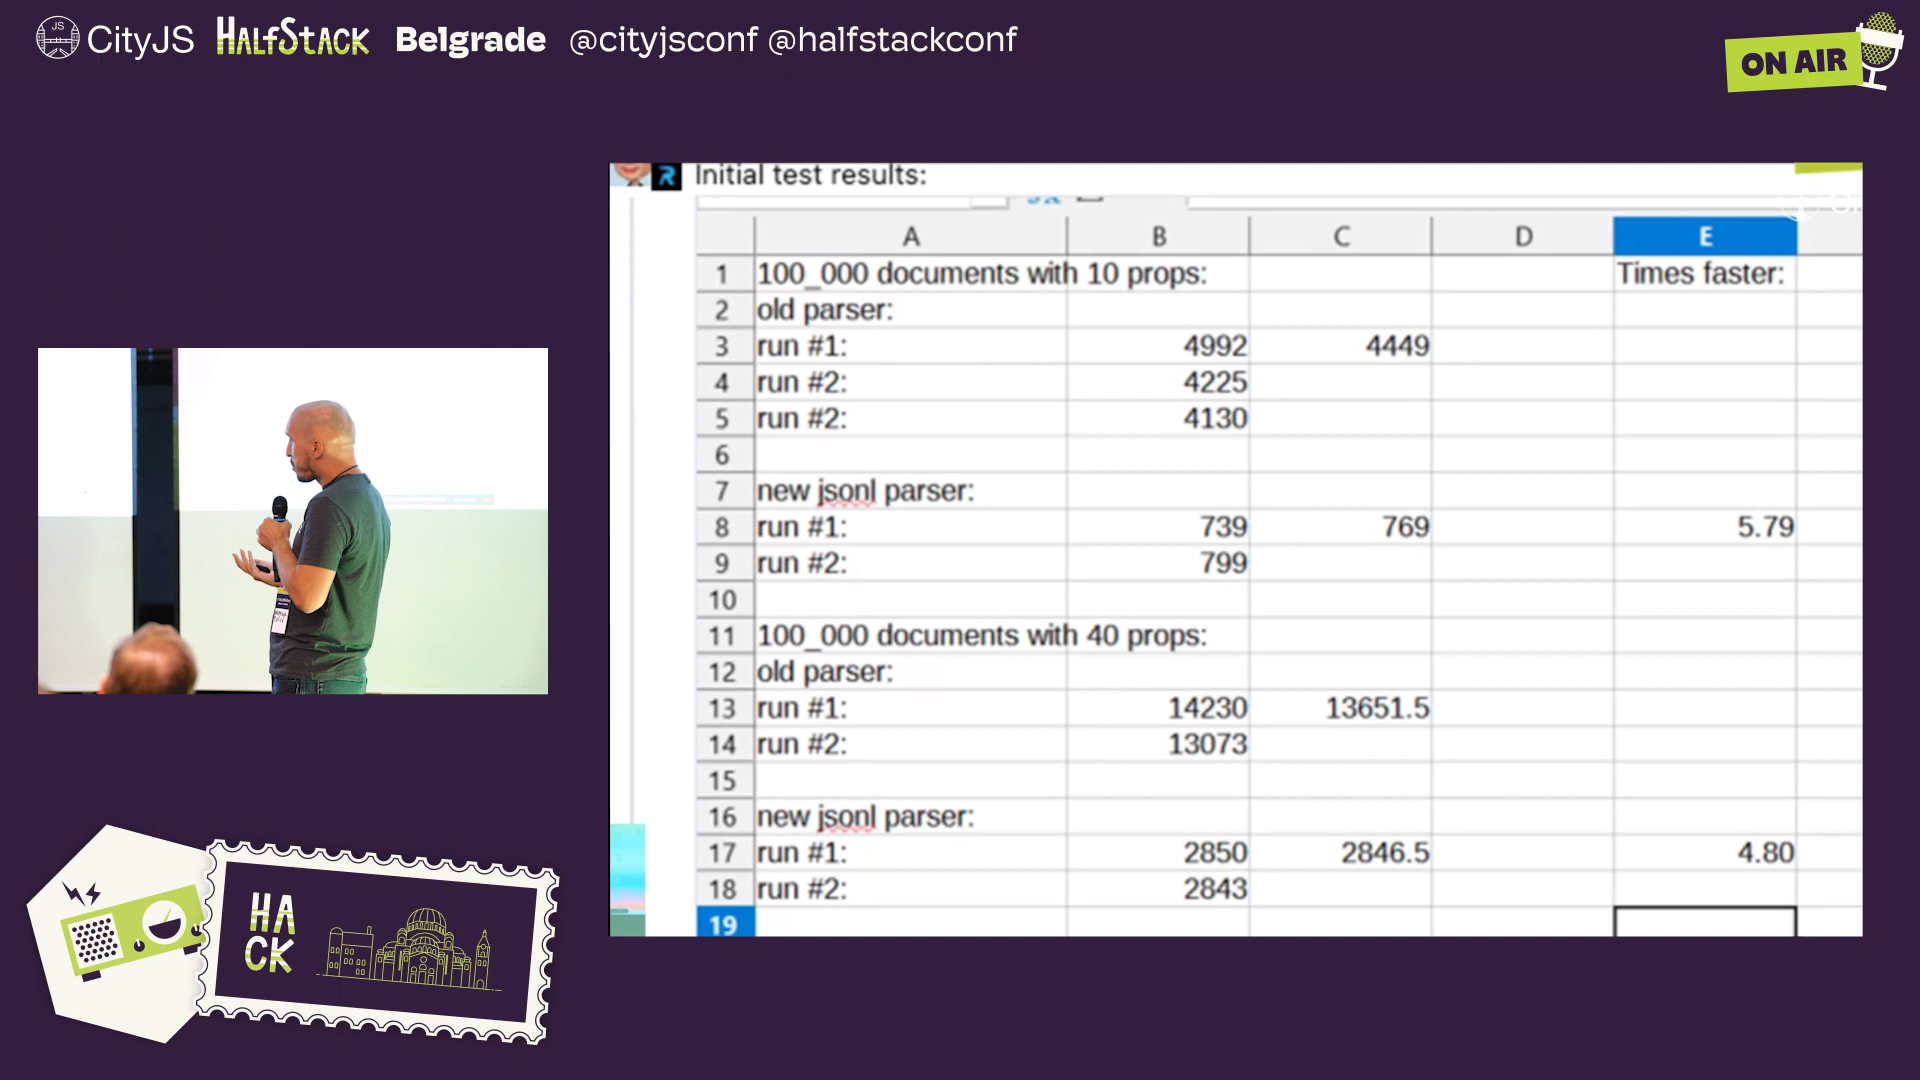 JS CityJS HALFSTACK Belgrade @cityjsconf @halfstackconf
ON AIR
Initial test results:
A B C D E
1 100_000 documents with 10 props: Times faster:
2 old parser:
3 run #1: 4992 4449
4 run #2: 4225
5 run #2: 4130
6
7 new jsonl parser:
8 run #1: 739 769 5.79
9 run #2: 799
10
11 100_000 documents with 40 props:
12 old parser:
13 run #1: 14230 13651.5
14 run #2: 13073
15
16 new jsonl parser:
17 run #1: 2850 2846.5 4.80
18 run #2: 2843
19
HA
CK